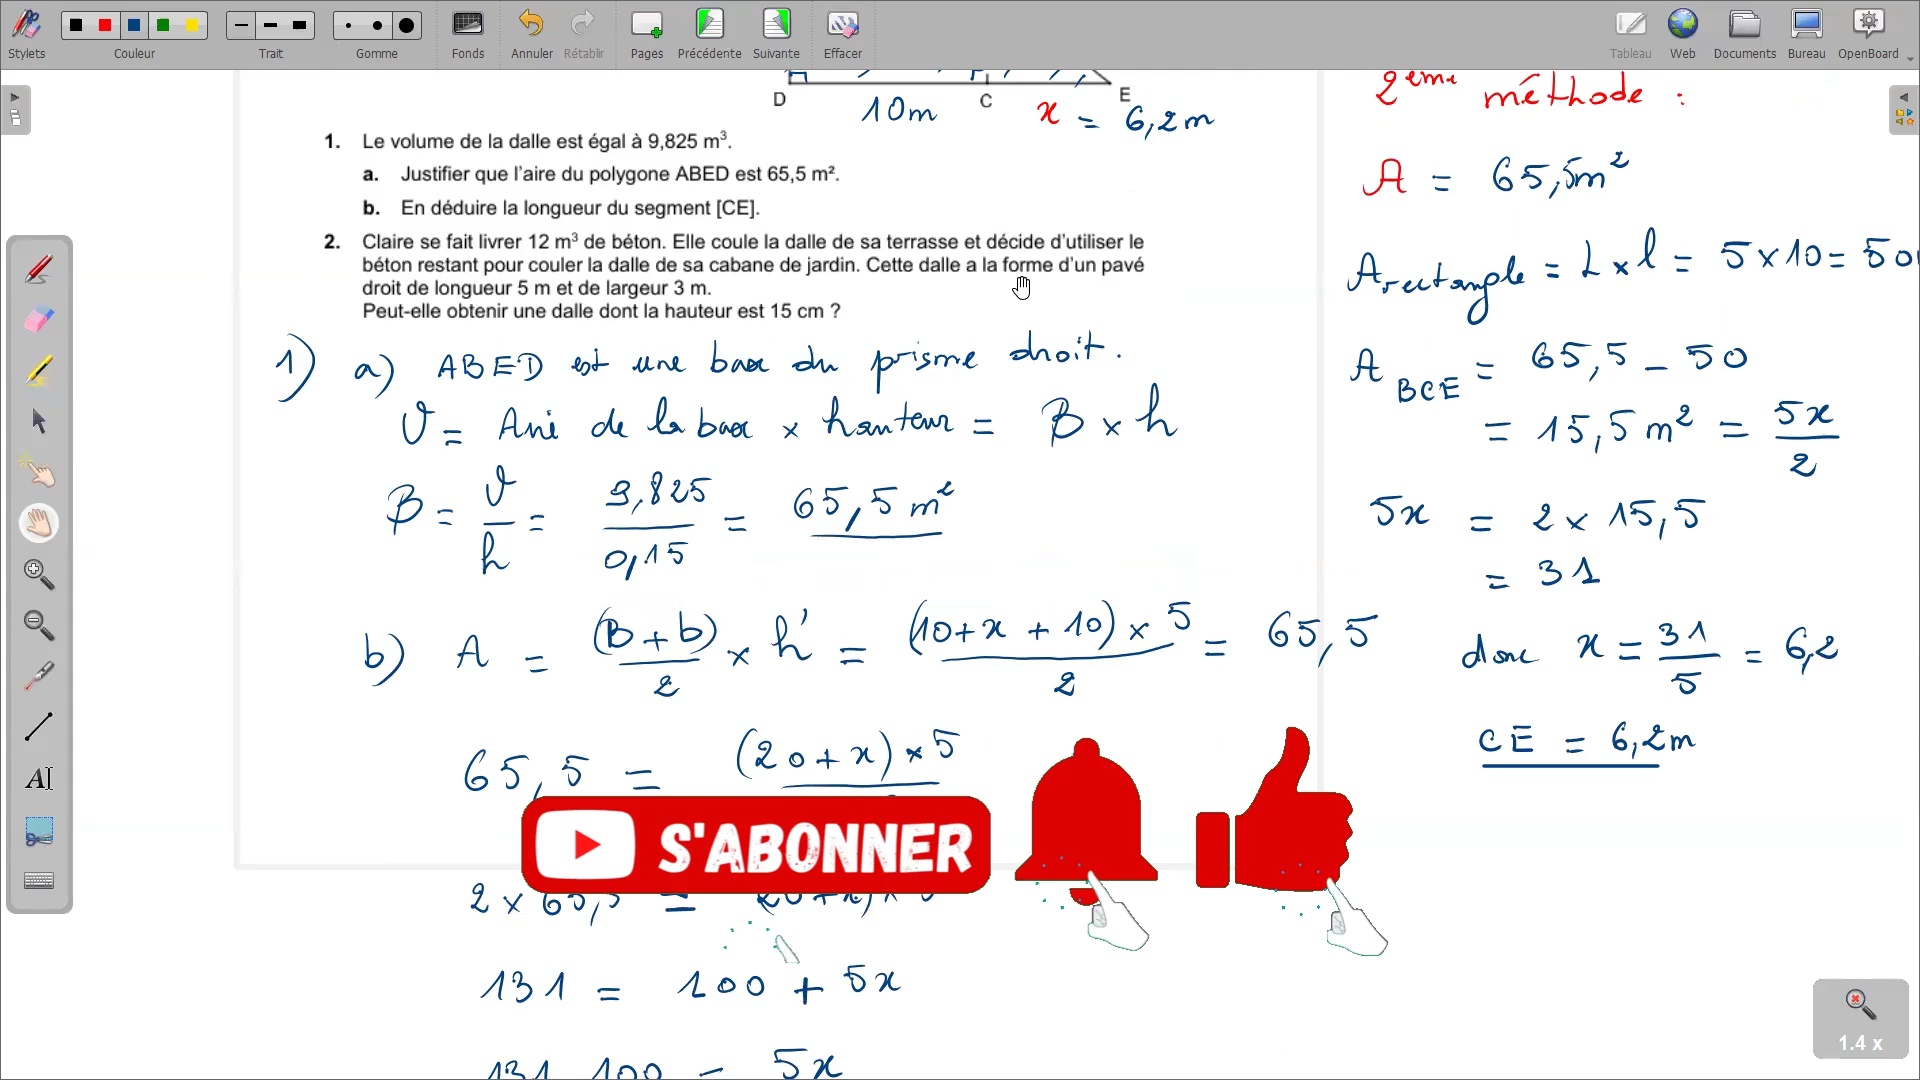 Stylets Couleur Trait Gomme Fonds Annuler Rétablir Pages Précédente Suivante Effacer Tableau Web Documents Bureau OpenBoard
D C E
10m x = 6,2m
1. Le volume de la dalle est égal à 9,825 m³.
a. Justifier que l'aire du polygone ABED est 65,5 m².
b. En déduire la longueur du segment [CE].
2. Claire se fait livrer 12 m³ de béton. Elle coule la dalle de sa terrasse et décide d'utiliser le
béton restant pour couler la dalle de sa cabane de jardin. Cette dalle a la forme d'un pavé
droit de longueur 5 m et de largeur 3 m.
Peut-elle obtenir une dalle dont la hauteur est 15 cm ?
1) a) ABED est une base du prisme droit.
V = Aire de la base × hauteur = B × h
B = V/h = 9,825/0,15 = 65,5 m²
b) A = (B + b)/2 × h' = (10+x + 10) × 5/2 = 65,5
65,5 = (20+x) × 5
S'ABONNER
2 × 65,5 =
131 = 100 + 5x
131 100 = 5x
2ème méthode :
A = 65,5m²
A rectangle = L × l = 5 × 10 = 50
A BCE = 65,5 - 50
= 15,5 m² = 5x/2
5x = 2 × 15,5
= 31
donc x = 31/5 = 6,2
CE = 6,2m
1.4 x